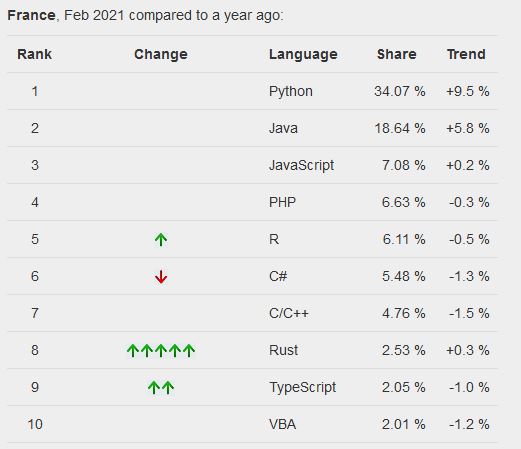 France, Feb 2021 compared to a year ago:
Rank Change Language Share Trend
1 Python 34.07 % +9.5 %
2 Java 18.64 % +5.8 %
3 JavaScript 7.08 % +0.2 %
4 PHP 6.63 % -0.3 %
5 ↑ R 6.11 % -0.5 %
6 ↓ C# 5.48 % -1.3 %
7 C/C++ 4.76 % -1.5 %
8 ↑↑↑↑↑ Rust 2.53 % +0.3 %
9 ↑↑ TypeScript 2.05 % -1.0 %
10 VBA 2.01 % -1.2 %